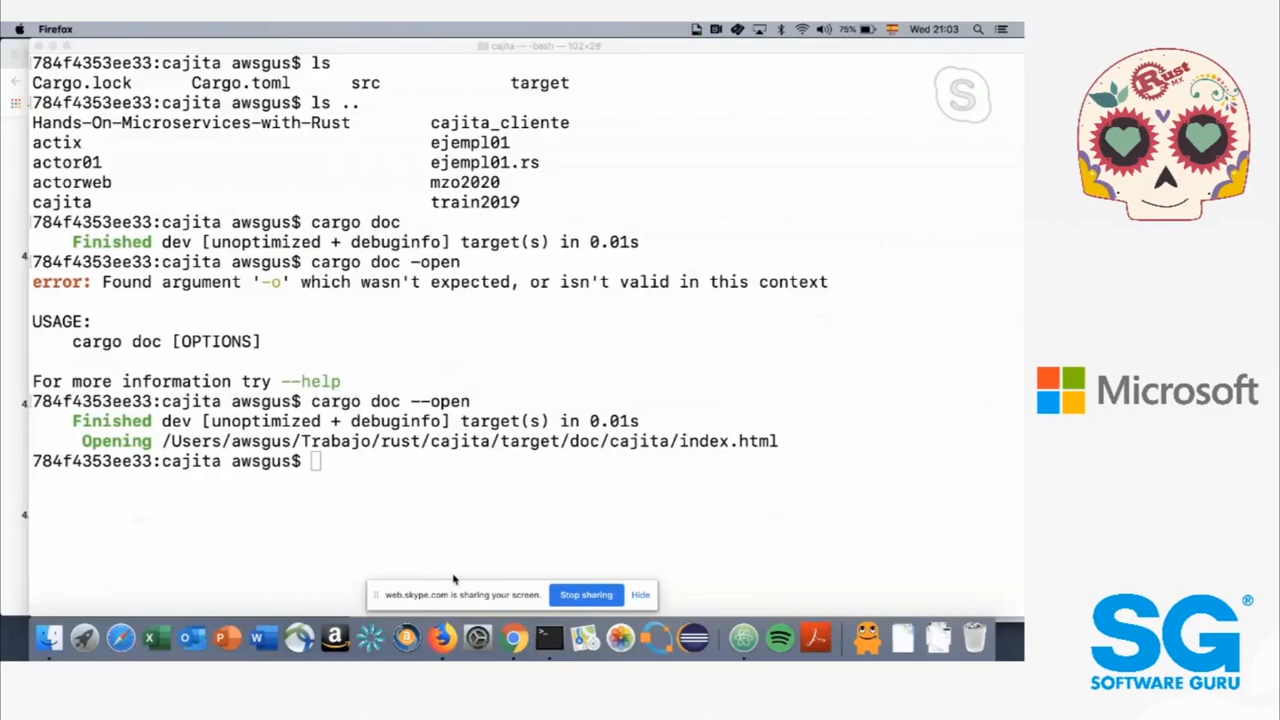 Firefox
75%
Wed 21:03
cajita — -bash — 102×28
784f4353ee33:cajita awsgus$ ls
Cargo.lock Cargo.toml src target
784f4353ee33:cajita awsgus$ ls ..
Hands-On-Microservices-with-Rust cajita_cliente
actix ejempl01
actor01 ejempl01.rs
actorweb mzo2020
cajita train2019
784f4353ee33:cajita awsgus$ cargo doc
Finished dev [unoptimized + debuginfo] target(s) in 0.01s
784f4353ee33:cajita awsgus$ cargo doc -open
error: Found argument '-o' which wasn't expected, or isn't valid in this context
USAGE:
cargo doc [OPTIONS]
For more information try --help
784f4353ee33:cajita awsgus$ cargo doc --open
Finished dev [unoptimized + debuginfo] target(s) in 0.01s
Opening /Users/awsgus/Trabajo/rust/cajita/target/doc/cajita/index.html
784f4353ee33:cajita awsgus$
web.skype.com is sharing your screen.
Stop sharing
Hide
Rust
MX
Microsoft
SG®
SOFTWARE GURU